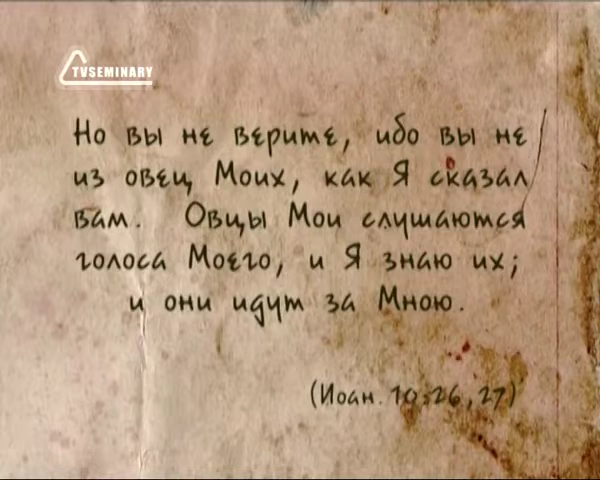 TVSEMINARY
Но вы не верите, ибо вы не
из овец Моих, как Я сказал
вам. Овцы Мои слушаются
голоса Моего, и Я знаю их;
и они идут за Мною.
(Иоан. 10:26,27)